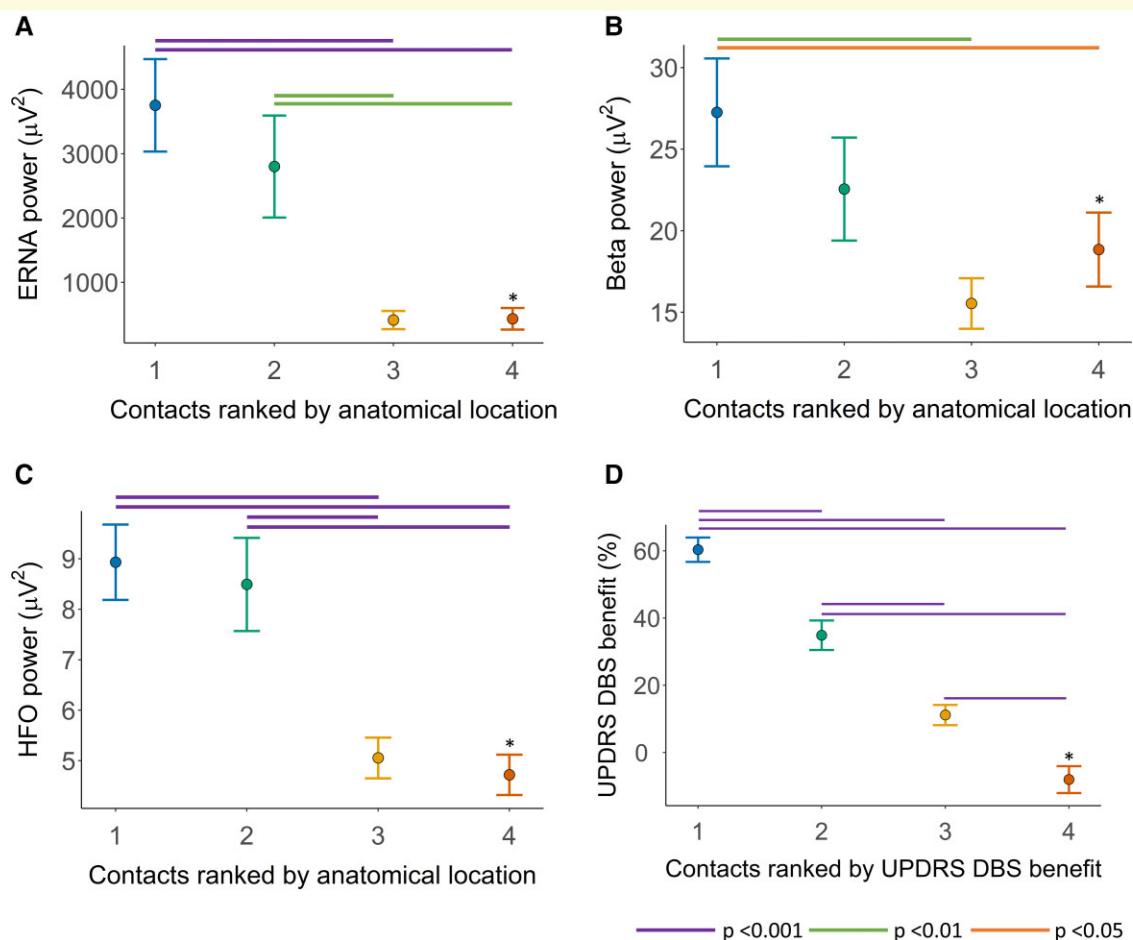 A
ERNA power (µV²)
4000
3000
2000
1000
*
1 2 3 4
Contacts ranked by anatomical location
B
Beta power (µV²)
30
25
20
15
*
1 2 3 4
Contacts ranked by anatomical location
C
HFO power (µV²)
9
8
7
6
5
*
1 2 3 4
Contacts ranked by anatomical location
D
UPDRS DBS benefit (%)
60
40
20
0
*
1 2 3 4
Contacts ranked by UPDRS DBS benefit
p <0.001 p <0.01 p <0.05